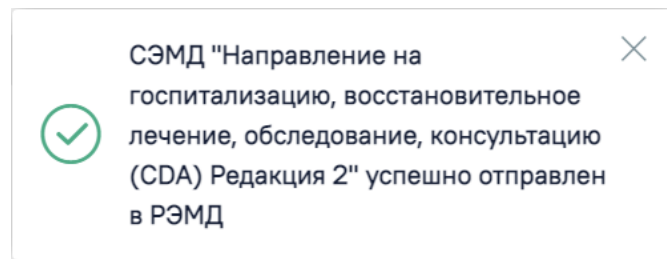 СЭМД "Направление на
госпитализацию, восстановительное
лечение, обследование, консультацию
(CDA) Редакция 2" успешно отправлен
в РЭМД